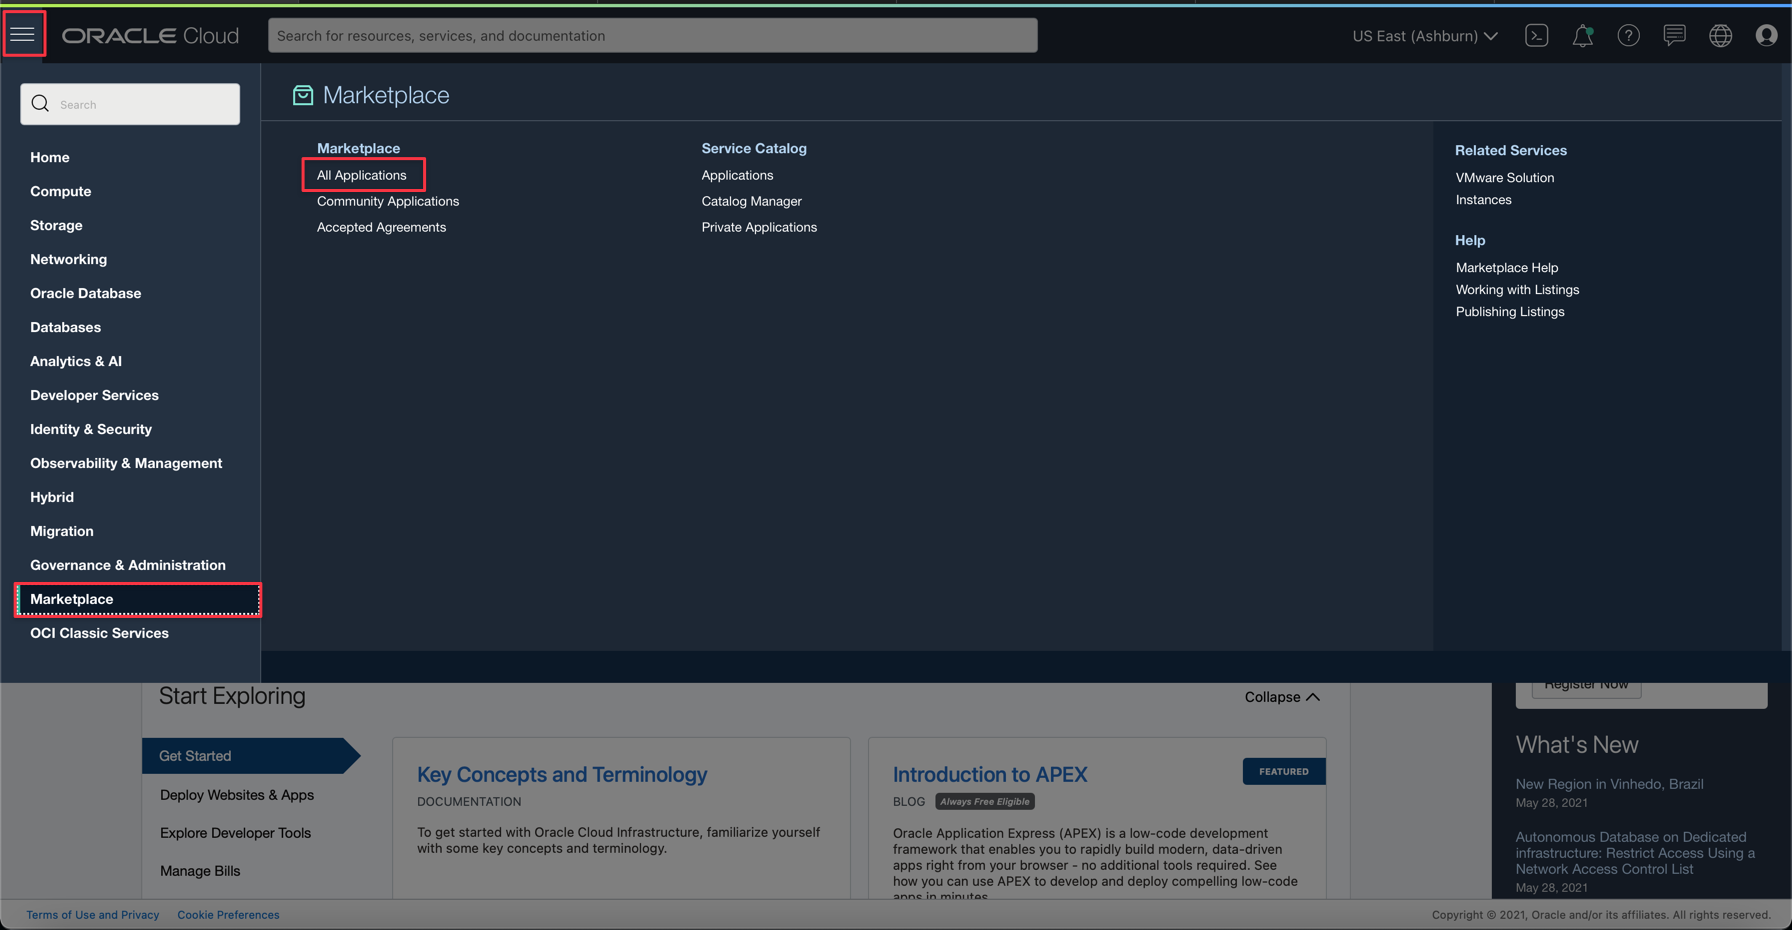 ORACLE Cloud
Search for resources, services, and documentation
US East (Ashburn)
Search
Home
Compute
Storage
Networking
Oracle Database
Databases
Analytics & AI
Developer Services
Identity & Security
Observability & Management
Hybrid
Migration
Governance & Administration
Marketplace
OCI Classic Services
Marketplace
Marketplace
All Applications
Community Applications
Accepted Agreements
Service Catalog
Applications
Catalog Manager
Private Applications
Related Services
VMware Solution
Instances
Help
Marketplace Help
Working with Listings
Publishing Listings
Start Exploring
Collapse
Get Started
Deploy Websites & Apps
Explore Developer Tools
Manage Bills
Key Concepts and Terminology
DOCUMENTATION
To get started with Oracle Cloud Infrastructure, familiarize yourself
with some key concepts and terminology.
Introduction to APEX
FEATURED
BLOG Always Free Eligible
Oracle Application Express (APEX) is a low-code development
framework that enables you to rapidly build modern, data-driven
apps right from your browser - no additional tools required. See
how you can use APEX to develop and deploy compelling low-code
apps in minutes.
Register Now
What's New
New Region in Vinhedo, Brazil
May 28, 2021
Autonomous Database on Dedicated
infrastructure: Restrict Access Using a
Network Access Control List
May 28, 2021
Terms of Use and Privacy
Cookie Preferences
Copyright © 2021, Oracle and/or its affiliates. All rights reserved.